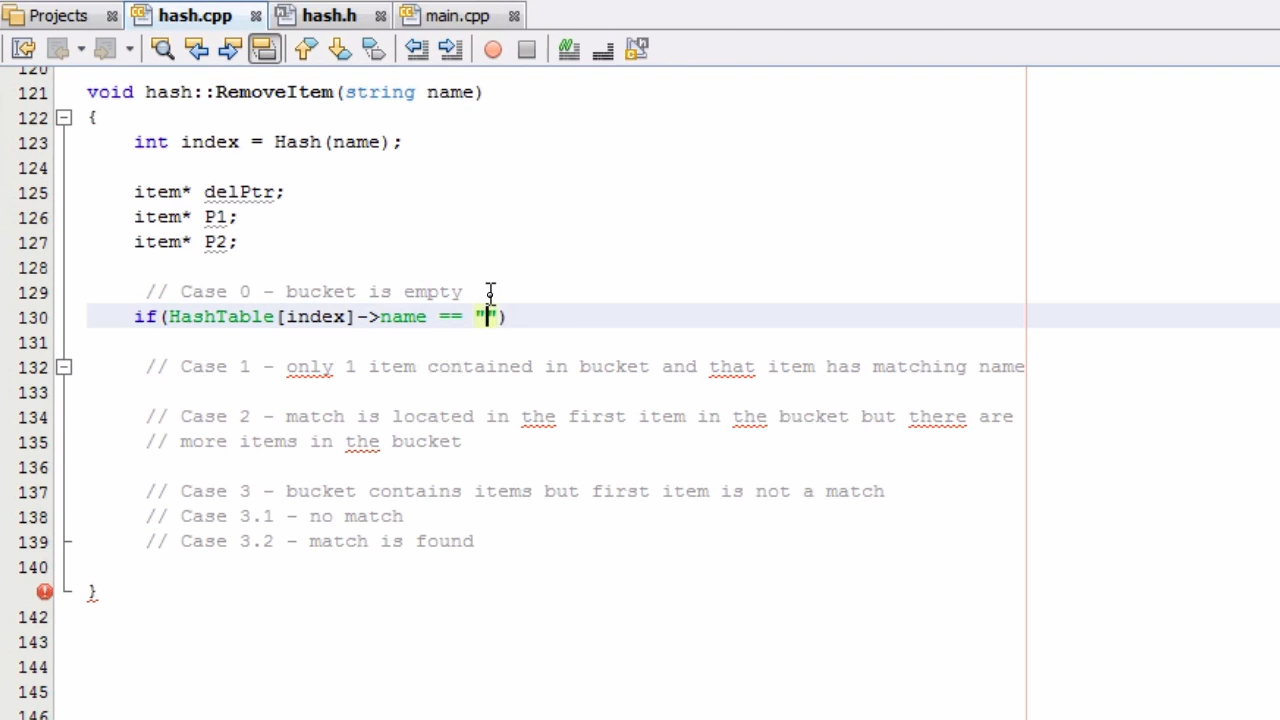 Projects hash.cpp hash.h main.cpp
120
121 void hash::RemoveItem(string name)
122 {
123 int index = Hash(name);
124
125 item* delPtr;
126 item* P1;
127 item* P2;
128
129 // Case 0 - bucket is empty
130 if(HashTable[index]->name == "")
131
132 // Case 1 - only 1 item contained in bucket and that item has matching name
133
134 // Case 2 - match is located in the first item in the bucket but there are
135 // more items in the bucket
136
137 // Case 3 - bucket contains items but first item is not a match
138 // Case 3.1 - no match
139 // Case 3.2 - match is found
140
}
142
143
144
145
146